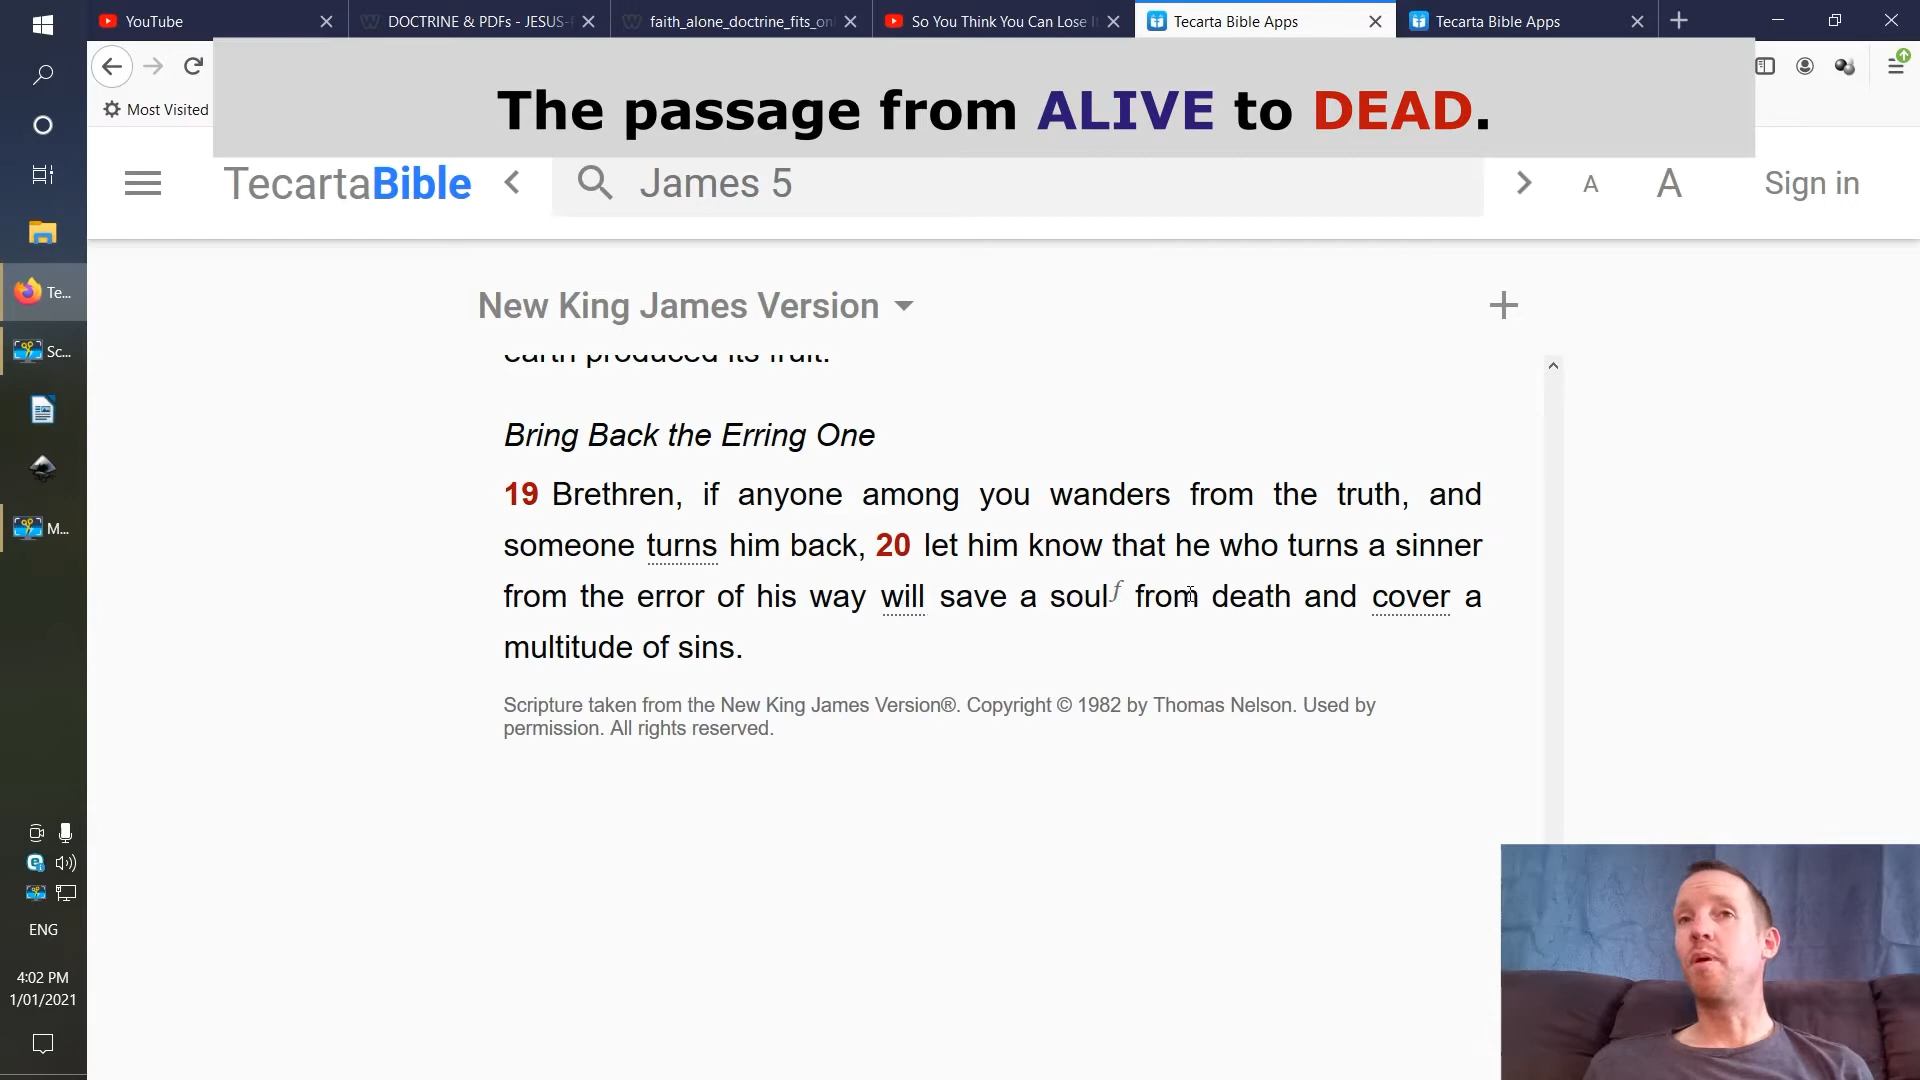 YouTube
DOCTRINE & PDFs - JESUS-
faith_alone_doctrine_fits_on
So You Think You Can Lose I
Tecarta Bible Apps
Tecarta Bible Apps
Most Visited
The passage from ALIVE to DEAD.
TecartaBible
James 5
A
A
Sign in
New King James Version
earth produced its fruit.
Bring Back the Erring One
19 Brethren, if anyone among you wanders from the truth, and
someone turns him back, 20 let him know that he who turns a sinner
from the error of his way will save a soul f from death and cover a
multitude of sins.
Scripture taken from the New King James Version®. Copyright © 1982 by Thomas Nelson. Used by
permission. All rights reserved.
Te...
Sc...
M...
ENG
4:02 PM
1/01/2021